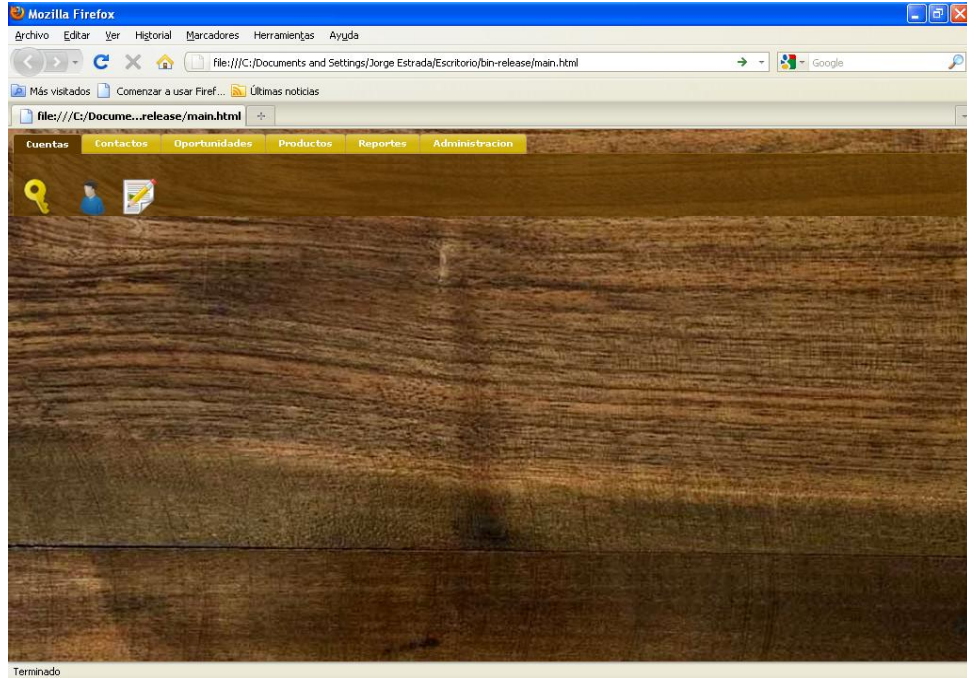 Mozilla Firefox
Archivo Editar Ver Historial Marcadores Herramientas Ayuda
file:///C:/Documents and Settings/Jorge Estrada/Escritorio/bin-release/main.html Google
Más visitados Comenzar a usar Firef... Últimas noticias
file:///C:/Docume...release/main.html
Cuentas Contactos Oportunidades Productos Reportes Administracion
Terminado